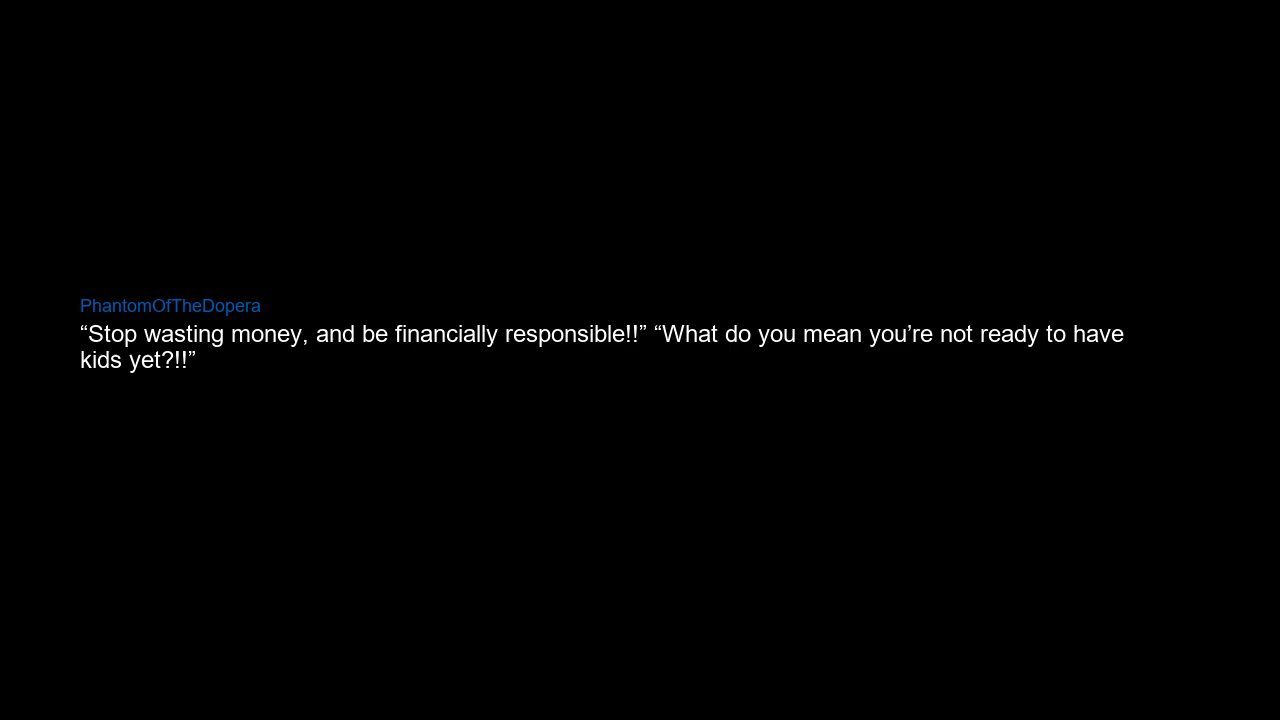 PhantomOfTheDopera
“Stop wasting money, and be financially responsible!!” “What do you mean you’re not ready to have
kids yet?!!”